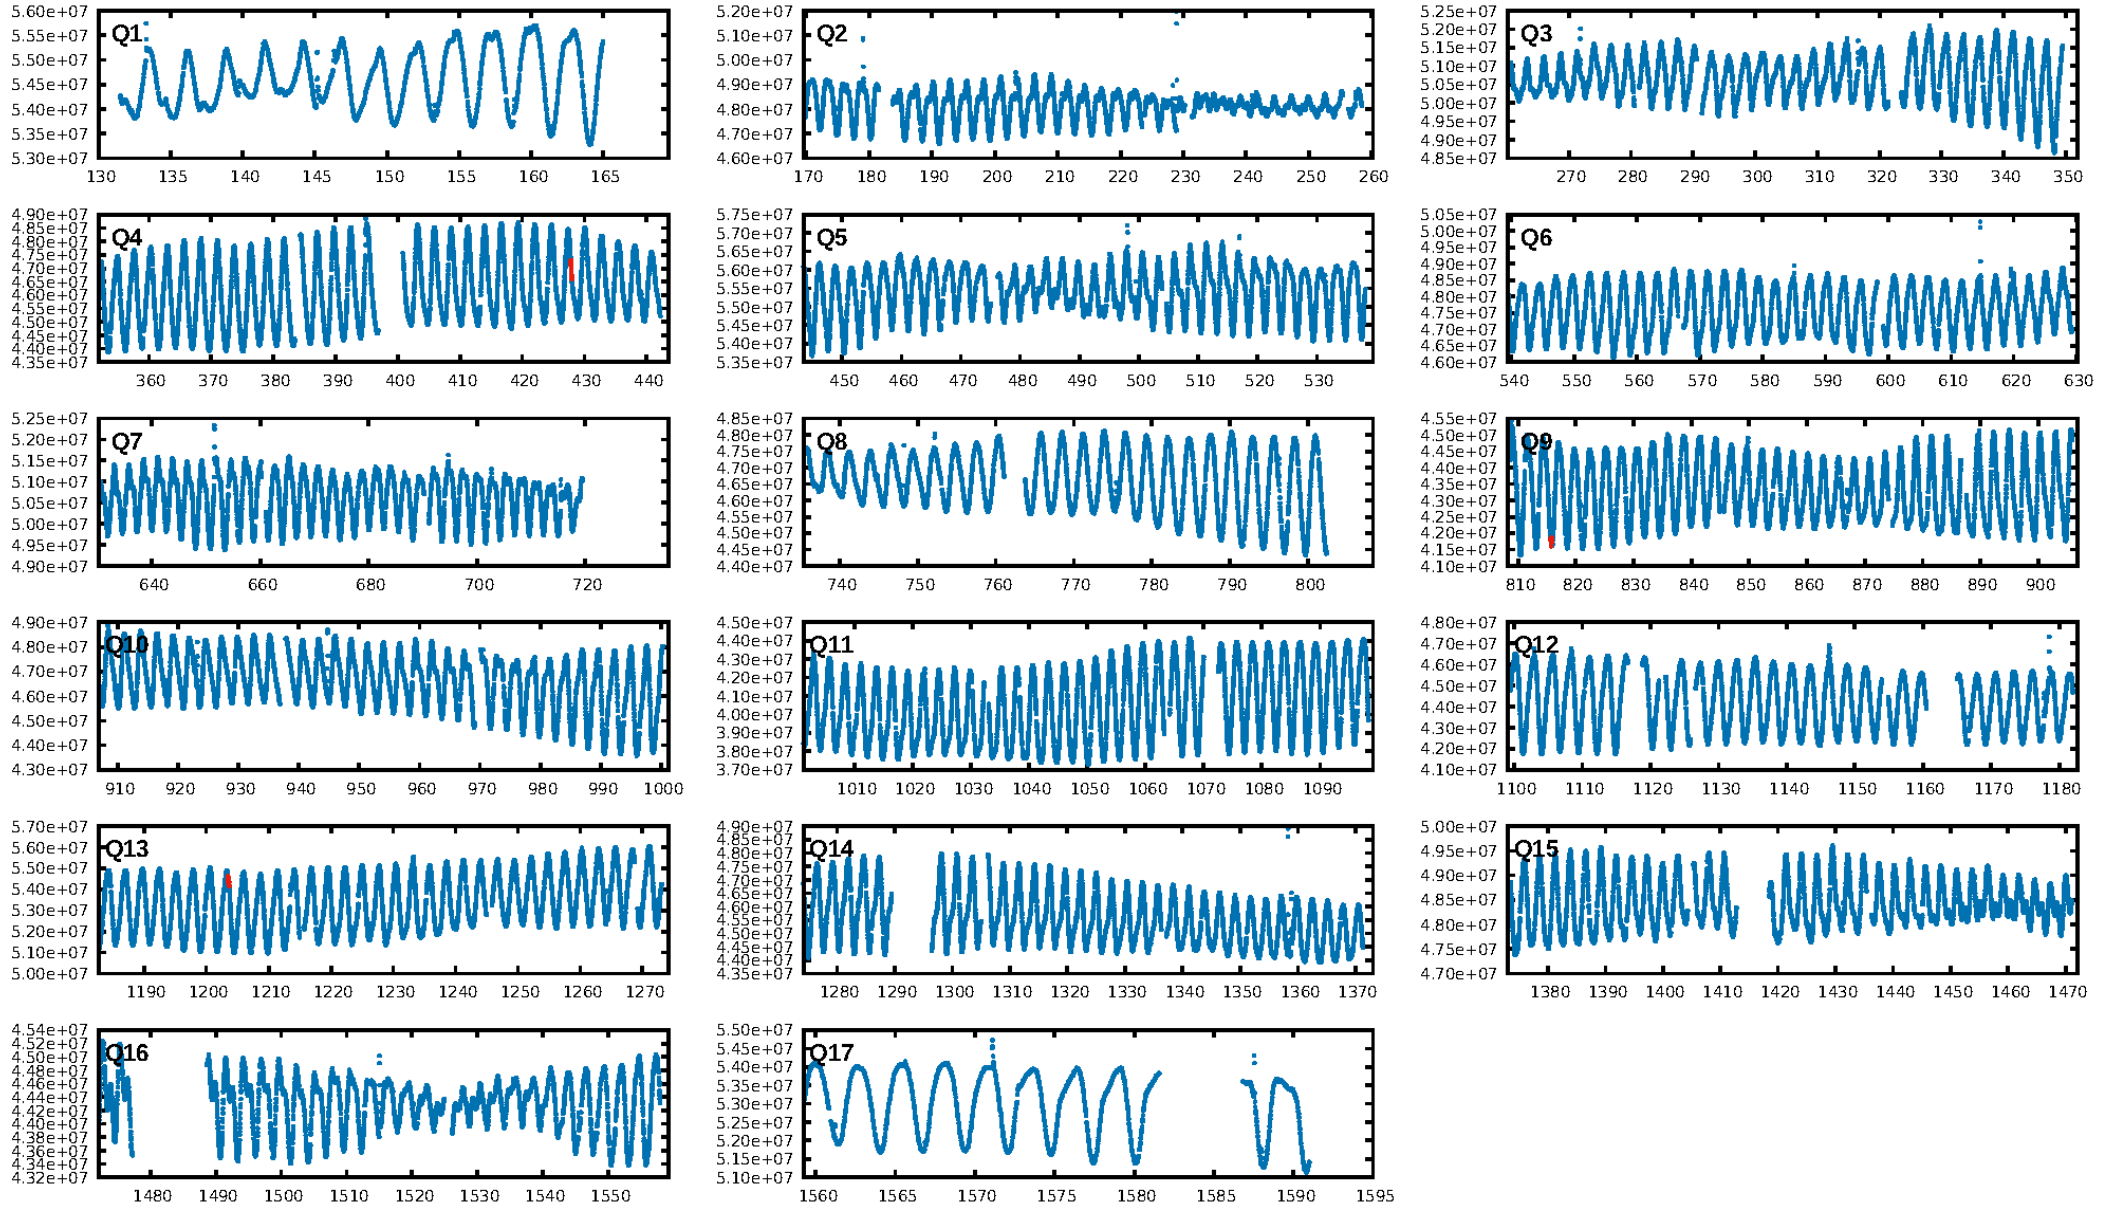 Q1
5.60e+07
5.55e+07
5.50e+07
5.45e+07
5.40e+07
5.35e+07
5.30e+07
130 135 140 145 150 155 160 165
Q2
5.20e+07
5.10e+07
5.00e+07
4.90e+07
4.80e+07
4.70e+07
4.60e+07
170 180 190 200 210 220 230 240 250 260
Q3
5.25e+07
5.20e+07
5.15e+07
5.10e+07
5.05e+07
5.00e+07
4.95e+07
4.90e+07
4.85e+07
270 280 290 300 310 320 330 340 350
Q4
4.90e+07
4.85e+07
4.80e+07
4.75e+07
4.70e+07
4.65e+07
4.60e+07
4.55e+07
4.50e+07
4.45e+07
4.40e+07
4.35e+07
360 370 380 390 400 410 420 430 440
Q5
5.75e+07
5.70e+07
5.65e+07
5.60e+07
5.55e+07
5.50e+07
5.45e+07
5.40e+07
5.35e+07
450 460 470 480 490 500 510 520 530
Q6
5.05e+07
5.00e+07
4.95e+07
4.90e+07
4.85e+07
4.80e+07
4.75e+07
4.70e+07
4.65e+07
4.60e+07
540 550 560 570 580 590 600 610 620 630
Q7
5.25e+07
5.20e+07
5.15e+07
5.10e+07
5.05e+07
5.00e+07
4.95e+07
4.90e+07
640 660 680 700 720
Q8
4.85e+07
4.80e+07
4.75e+07
4.70e+07
4.65e+07
4.60e+07
4.55e+07
4.50e+07
4.45e+07
4.40e+07
740 750 760 770 780 790 800
Q9
4.55e+07
4.50e+07
4.45e+07
4.40e+07
4.35e+07
4.30e+07
4.25e+07
4.20e+07
4.15e+07
4.10e+07
810 820 830 840 850 860 870 880 890 900
Q10
4.90e+07
4.80e+07
4.70e+07
4.60e+07
4.50e+07
4.40e+07
4.30e+07
910 920 930 940 950 960 970 980 990 1000
Q11
4.50e+07
4.40e+07
4.30e+07
4.20e+07
4.10e+07
4.00e+07
3.90e+07
3.80e+07
3.70e+07
1010 1020 1030 1040 1050 1060 1070 1080 1090
Q12
4.80e+07
4.70e+07
4.60e+07
4.50e+07
4.40e+07
4.30e+07
4.20e+07
4.10e+07
1100 1110 1120 1130 1140 1150 1160 1170 1180
Q13
5.70e+07
5.60e+07
5.50e+07
5.40e+07
5.30e+07
5.20e+07
5.10e+07
5.00e+07
1190 1200 1210 1220 1230 1240 1250 1260 1270
Q14
4.90e+07
4.85e+07
4.80e+07
4.75e+07
4.70e+07
4.65e+07
4.60e+07
4.55e+07
4.50e+07
4.45e+07
4.40e+07
4.35e+07
1280 1290 1300 1310 1320 1330 1340 1350 1360 1370
Q15
5.00e+07
4.95e+07
4.90e+07
4.85e+07
4.80e+07
4.75e+07
4.70e+07
1380 1390 1400 1410 1420 1430 1440 1450 1460 1470
Q16
4.54e+07
4.52e+07
4.50e+07
4.48e+07
4.46e+07
4.44e+07
4.42e+07
4.40e+07
4.38e+07
4.36e+07
4.34e+07
4.32e+07
1480 1490 1500 1510 1520 1530 1540 1550
Q17
5.50e+07
5.45e+07
5.40e+07
5.35e+07
5.30e+07
5.25e+07
5.20e+07
5.15e+07
5.10e+07
1560 1565 1570 1575 1580 1585 1590 1595